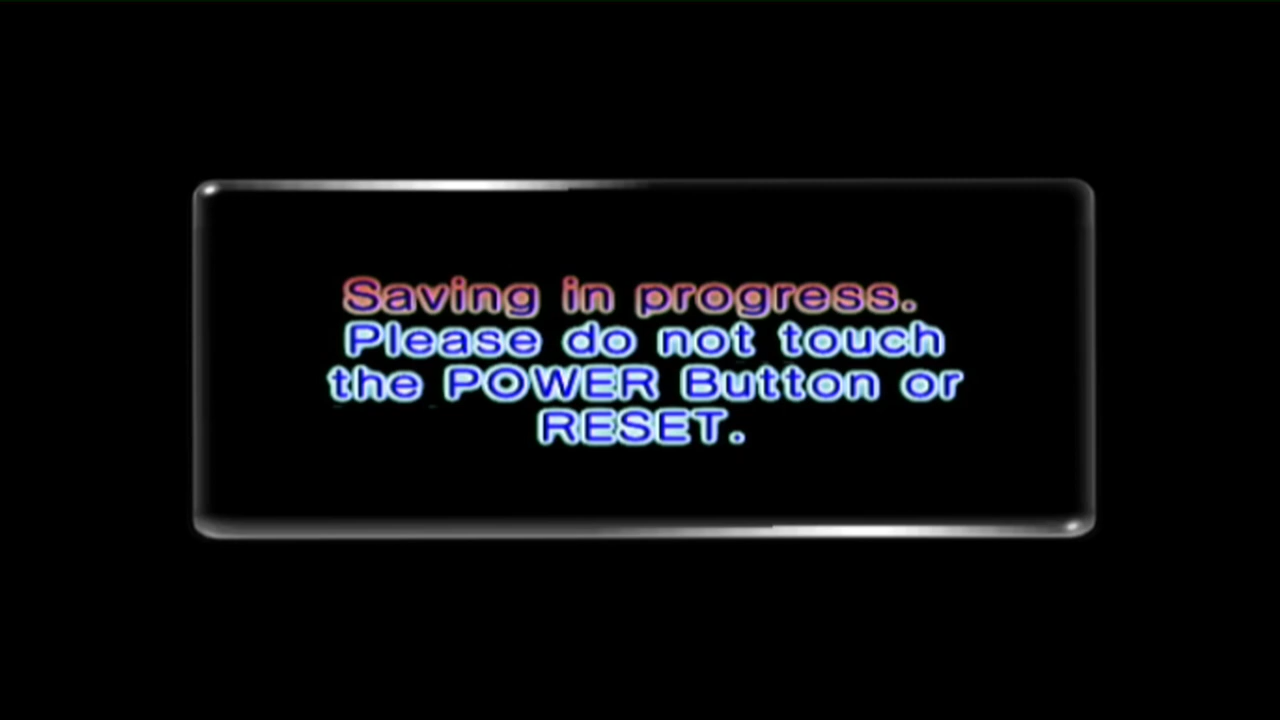 Saving in progress.
Please do not touch
the POWER Button or
RESET.